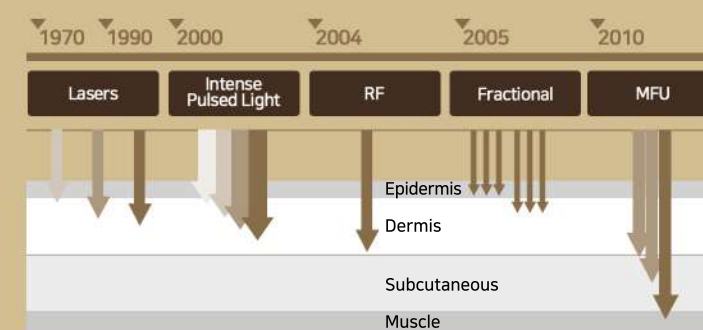 1970 1990 2000 2004 2005 2010
Lasers
Intense
Pulsed Light
RF
Fractional
MFU
Epidermis
Dermis
Subcutaneous
Muscle